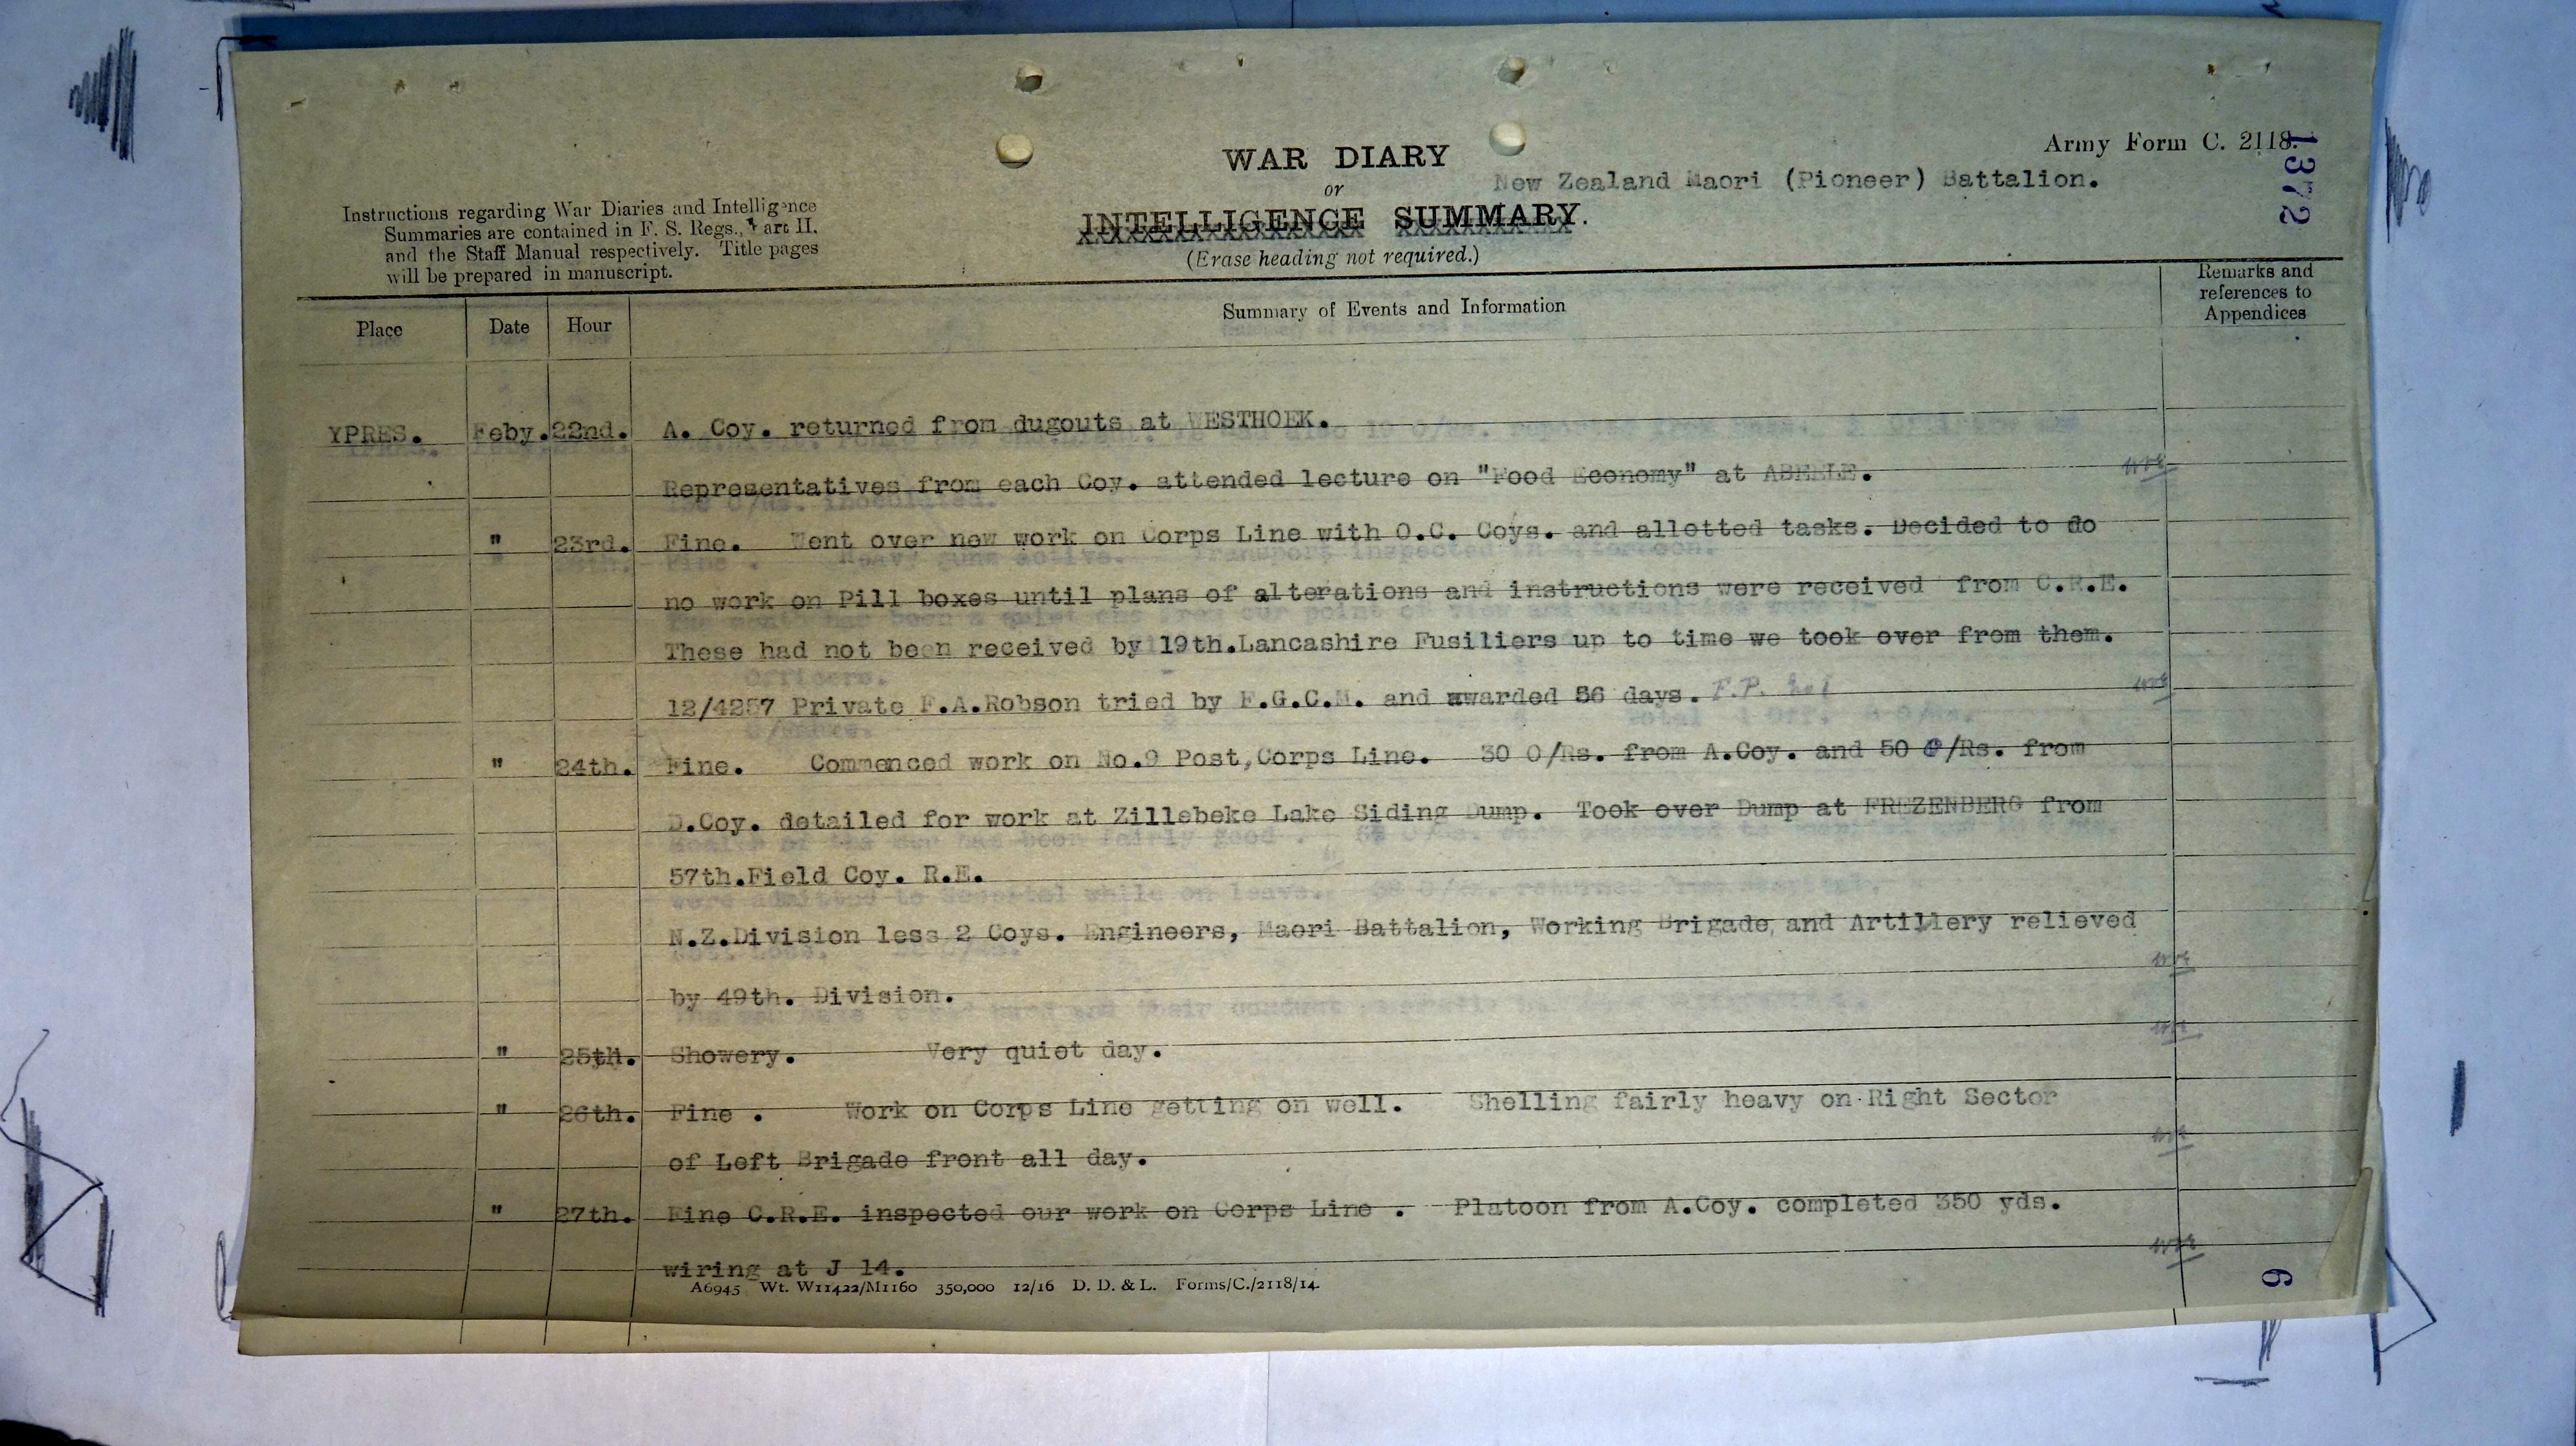 Army Form C. 2118.
1372
WAR DIARY
or
New Zealand Maori (Pioneer) Battalion.
INTELLIGENCE SUMMARY.
(Erase heading not required.)
Instructions regarding War Diaries and Intelligence
Summaries are contained in F. S. Regs., Part II.
and the Staff Manual respectively. Title pages
will be prepared in manuscript.
Place Date Hour Summary of Events and Information Remarks and references to Appendices
YPRES. Feby. 22nd. A. Coy. returned from dugouts at WESTHOEK.
Representatives from each Coy. attended lecture on "Food Economy" at ABEELE.
" 23rd. Fine. Went over new work on Corps Line with O.C. Coys. and allotted tasks. Decided to do
no work on Pill boxes until plans of alterations and instructions were received from C.R.E.
These had not been received by 19th.Lancashire Fusiliers up to time we took over from them.
12/4257 Private F.A.Robson tried by F.G.C.M. and awarded 56 days. F.P.
" 24th. Fine. Commenced work on No.9 Post,Corps Line. 30 O/Rs. from A.Coy. and 50 O/Rs. from
D.Coy. detailed for work at Zillebeke Lake Siding Dump. Took over Dump at FREZENBERG from
57th.Field Coy. R.E.
N.Z.Division less 2 Coys. Engineers, Maori Battalion, Working Brigade, and Artillery relieved
by 49th. Division.
" 25th. Showery. Very quiet day.
" 26th. Fine . Work on Corps Line getting on well. Shelling fairly heavy on Right Sector
of Left Brigade front all day.
" 27th. Fine C.R.E. inspected our work on Corps Line . Platoon from A.Coy. completed 350 yds.
wiring at J 14.
A6945 Wt. W11422/M1160 350,000 12/16 D. D. & L. Forms/C./2118/14.
6